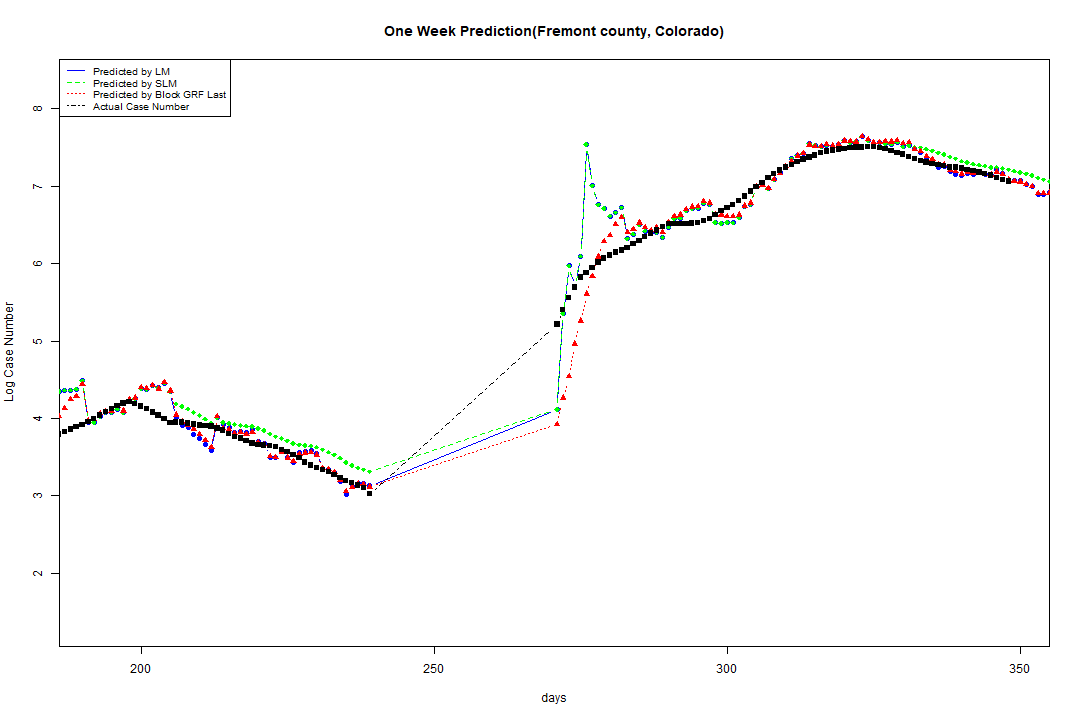 One Week Prediction(Fremont county, Colorado)
Predicted by LM
Predicted by SLM
Predicted by Block GRF Last
Actual Case Number
8
7
6
5
4
3
2
Log Case Number
200 250 300 350
days